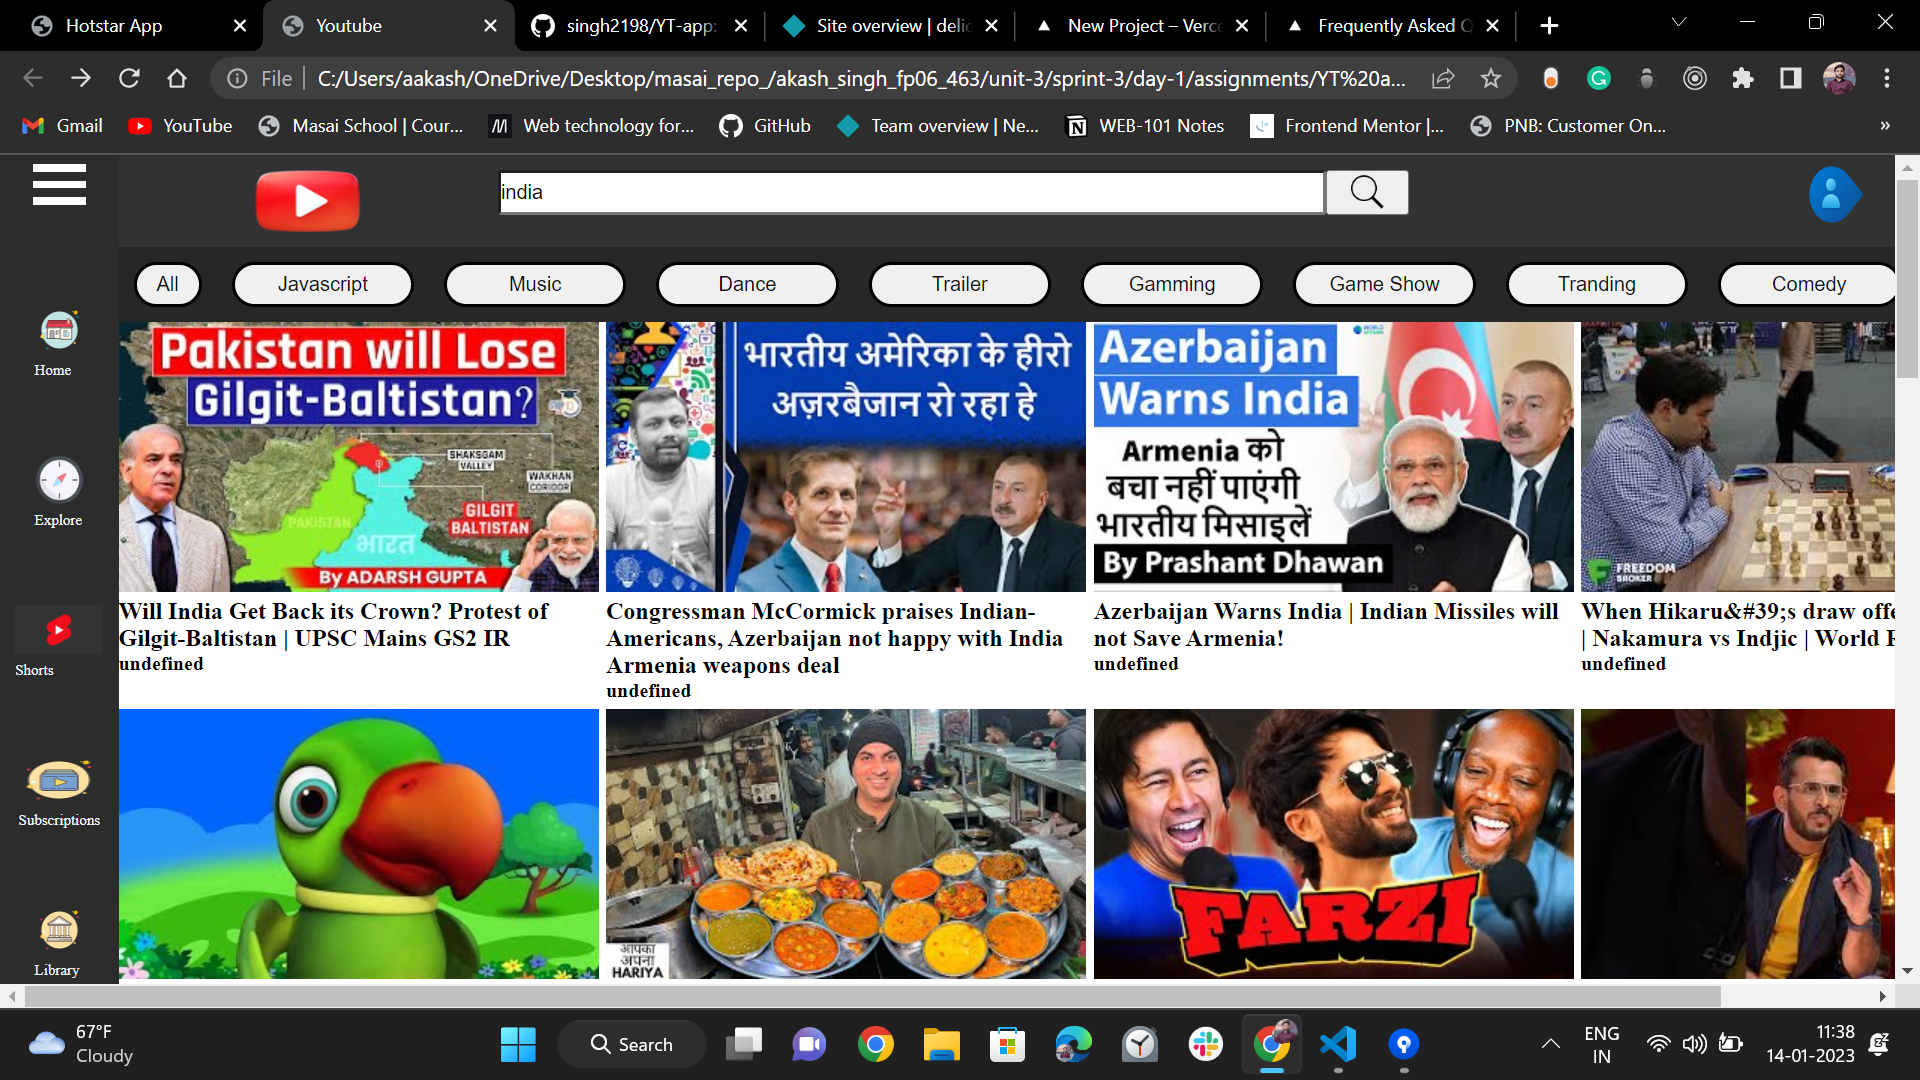 Hotstar App
Youtube
singh2198/YT-app:
Site overview | delic
New Project – Verce
Frequently Asked Q
File
C:/Users/aakash/OneDrive/Desktop/masai_repo_/akash_singh_fp06_463/unit-3/sprint-3/day-1/assignments/YT%20a...
Gmail
YouTube
Masai School | Cour...
Web technology for...
GitHub
Team overview | Ne...
WEB-101 Notes
Frontend Mentor |...
PNB: Customer On...
»
india
All
Javascript
Music
Dance
Trailer
Gamming
Game Show
Tranding
Comedy
Home
Explore
Shorts
Subscriptions
Library
Pakistan will Lose
Gilgit-Baltistan?
SHAKSGAM
VALLEY
WAKHAN
CORIDOR
GILGIT
BALTISTAN
PAKISTAN
भारत
By ADARSH GUPTA
Will India Get Back its Crown? Protest of
Gilgit-Baltistan | UPSC Mains GS2 IR
undefined
भारतीय अमेरिका के हीरो
अज़रबैजान रो रहा हे
Congressman McCormick praises Indian-
Americans, Azerbaijan not happy with India
Armenia weapons deal
undefined
WORLD
AFFAIRS
Azerbaijan
Warns India
Armenia को
बचा नहीं पाएंगी
भारतीय मिसाइलें
By Prashant Dhawan
Azerbaijan Warns India | Indian Missiles will
not Save Armenia!
undefined
FREEDOM
BROKER
When Hikaru&#39;s draw offe
| Nakamura vs Indjic | World R
undefined
आपका
अपना
HARIYA
FARZI
67°F
Cloudy
Search
ENG
IN
11:38
14-01-2023